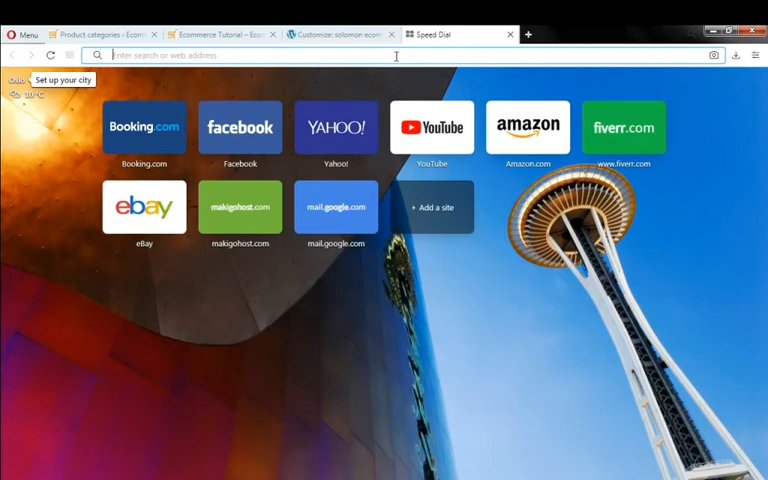 Menu
Product categories ‹ Ecomm
Ecommerce Tutorial – Ecom
Customize: solomon ecom
Speed Dial
Enter search or web address
Oslo
Set up your city
10 °C
Booking.com
facebook
YAHOO!
YouTube
amazon
fiverr.com
Booking.com
Facebook
Yahoo!
YouTube
Amazon.com
www.fiverr.com
ebay
makigohost.com
mail.google.com
+ Add a site
eBay
makigohost.com
mail.google.com